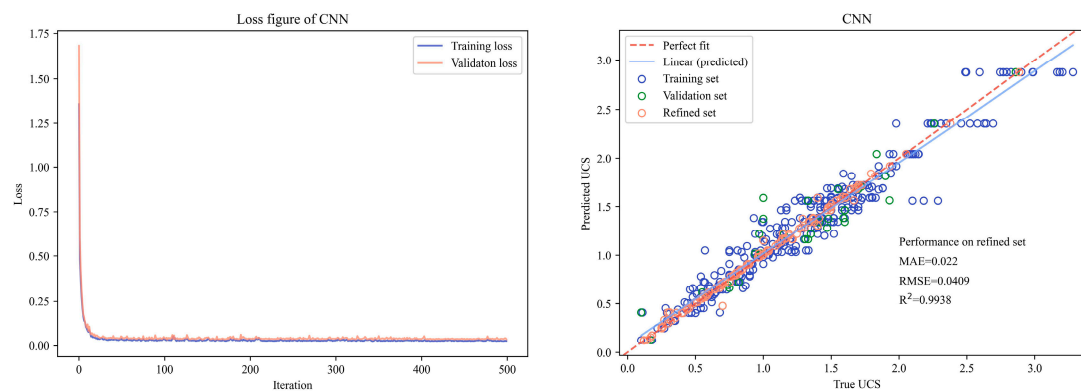 Loss figure of CNN
1.75
1.50
1.25
1.00
0.75
0.50
0.25
0.00
Loss
Training loss
Validaton loss
0
100
200
300
400
500
Iteration
CNN
3.0
2.5
2.0
1.5
1.0
0.5
0.0
Prerdicted UCS
Perfect fit
Linear (predicted)
Training set
Validation set
Refined set
Performance on refined set
MAE=0.022
RMSE=0.0409
R²=0.9938
0.0
0.5
1.0
1.5
2.0
2.5
3.0
True UCS